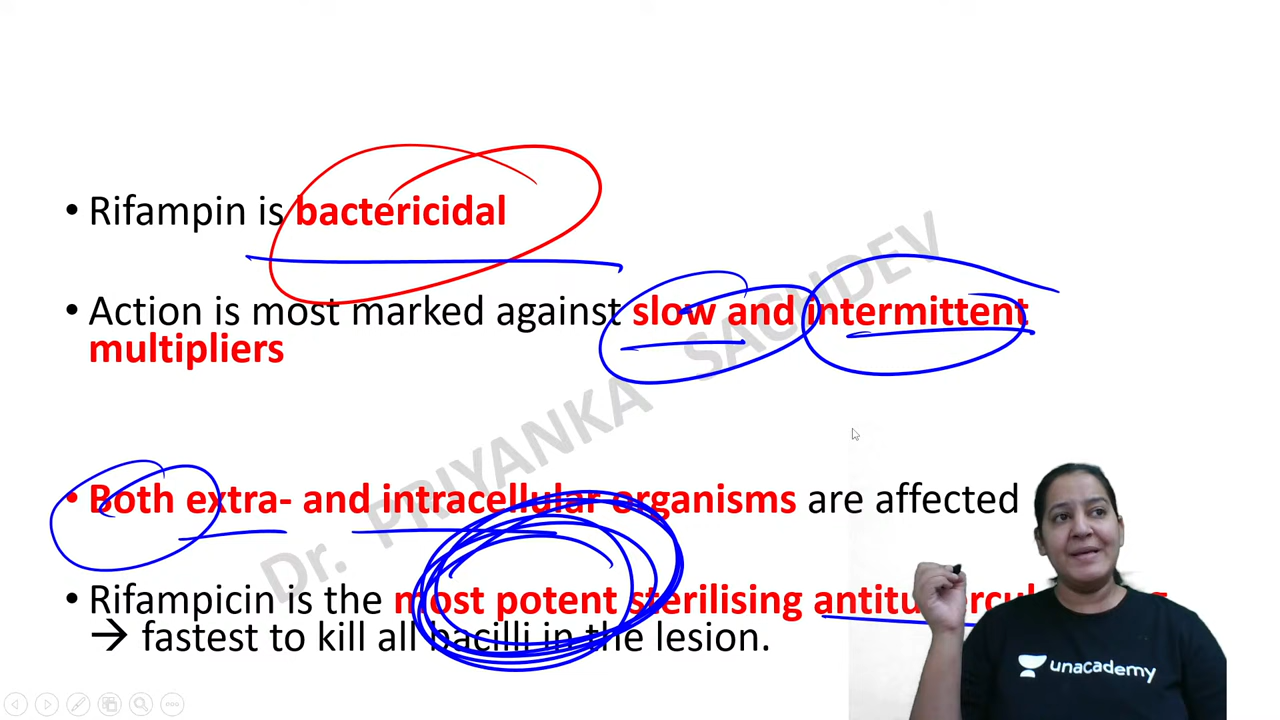 • Rifampin is bactericidal
• Action is most marked against slow and intermittent
multipliers
• Both extra- and intracellular organisms are affected
• Rifampicin is the most potent sterilising
→ fastest to kill all bacilli in the lesion.
Dr. PRIYANKA SACHDEV
unacademy